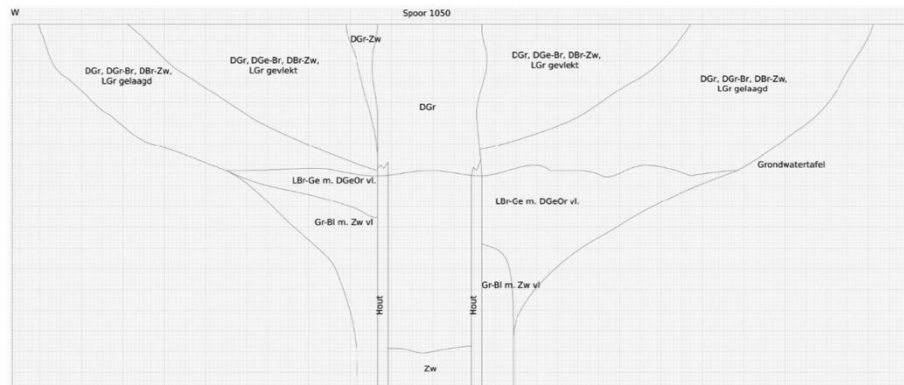 W
Spoor 1050
DGr-Zw
DGr, DGe-Br, DBr-Zw,
LGr gevlekt
DGr, DGe-Br, DBr-Zw,
LGr gevlekt
DGr, DGr-Br, DBr-Zw,
LGr gelaagd
DGr, DGr-Br, DBr-Zw,
LGr gelaagd
DGr
Grondwatertafel
LBr-Ge m. DGeOr vl.
LBr-Ge m. DGeOr vl.
Gr-Bl m. Zw vl
Gr-Bl m. Zw vl
Hout
Hout
Zw